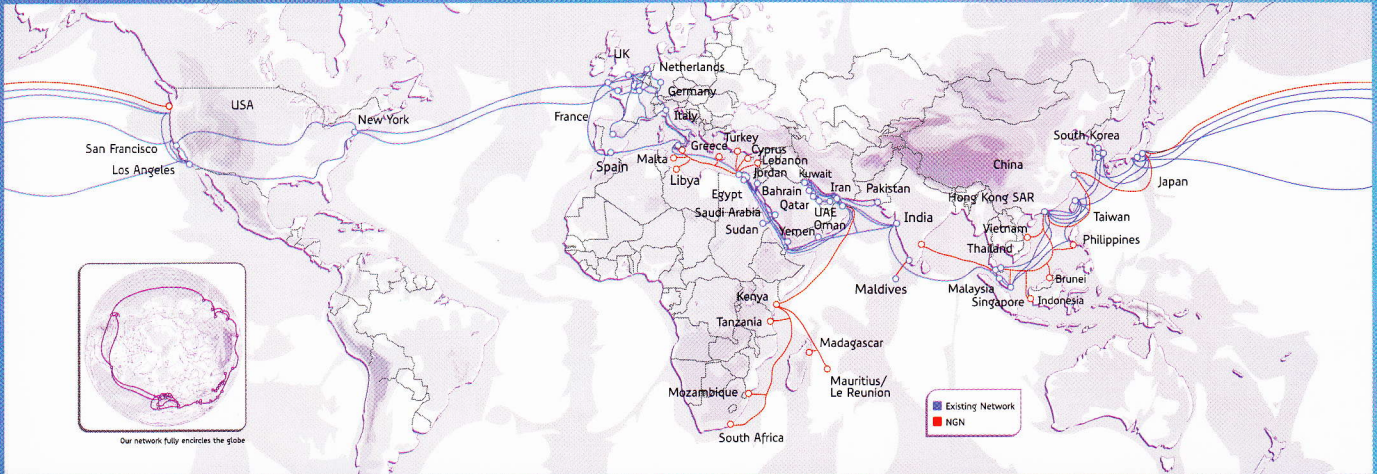 UK
Netherlands
Germany
USA
New York
France
Italy
South Korea
San Francisco
Los Angeles
Spain
Malta
Greece
Turkey
Cyprus
Lebanon
Jordan
Kuwait
China
Japan
Libya
Egypt
Bahrain
Iran
Pakistan
Hong Kong SAR
Qatar
Saudi Arabia
UAE
India
Taiwan
Sudan
Yemen
Oman
Vietnam
Thailand
Philippines
Maldives
Malaysia
Brunei
Singapore
Indonesia
Kenya
Tanzania
Madagascar
Mauritius/
Le Reunion
Mozambique
South Africa
Existing Network
NGN
Our network fully encircles the globe